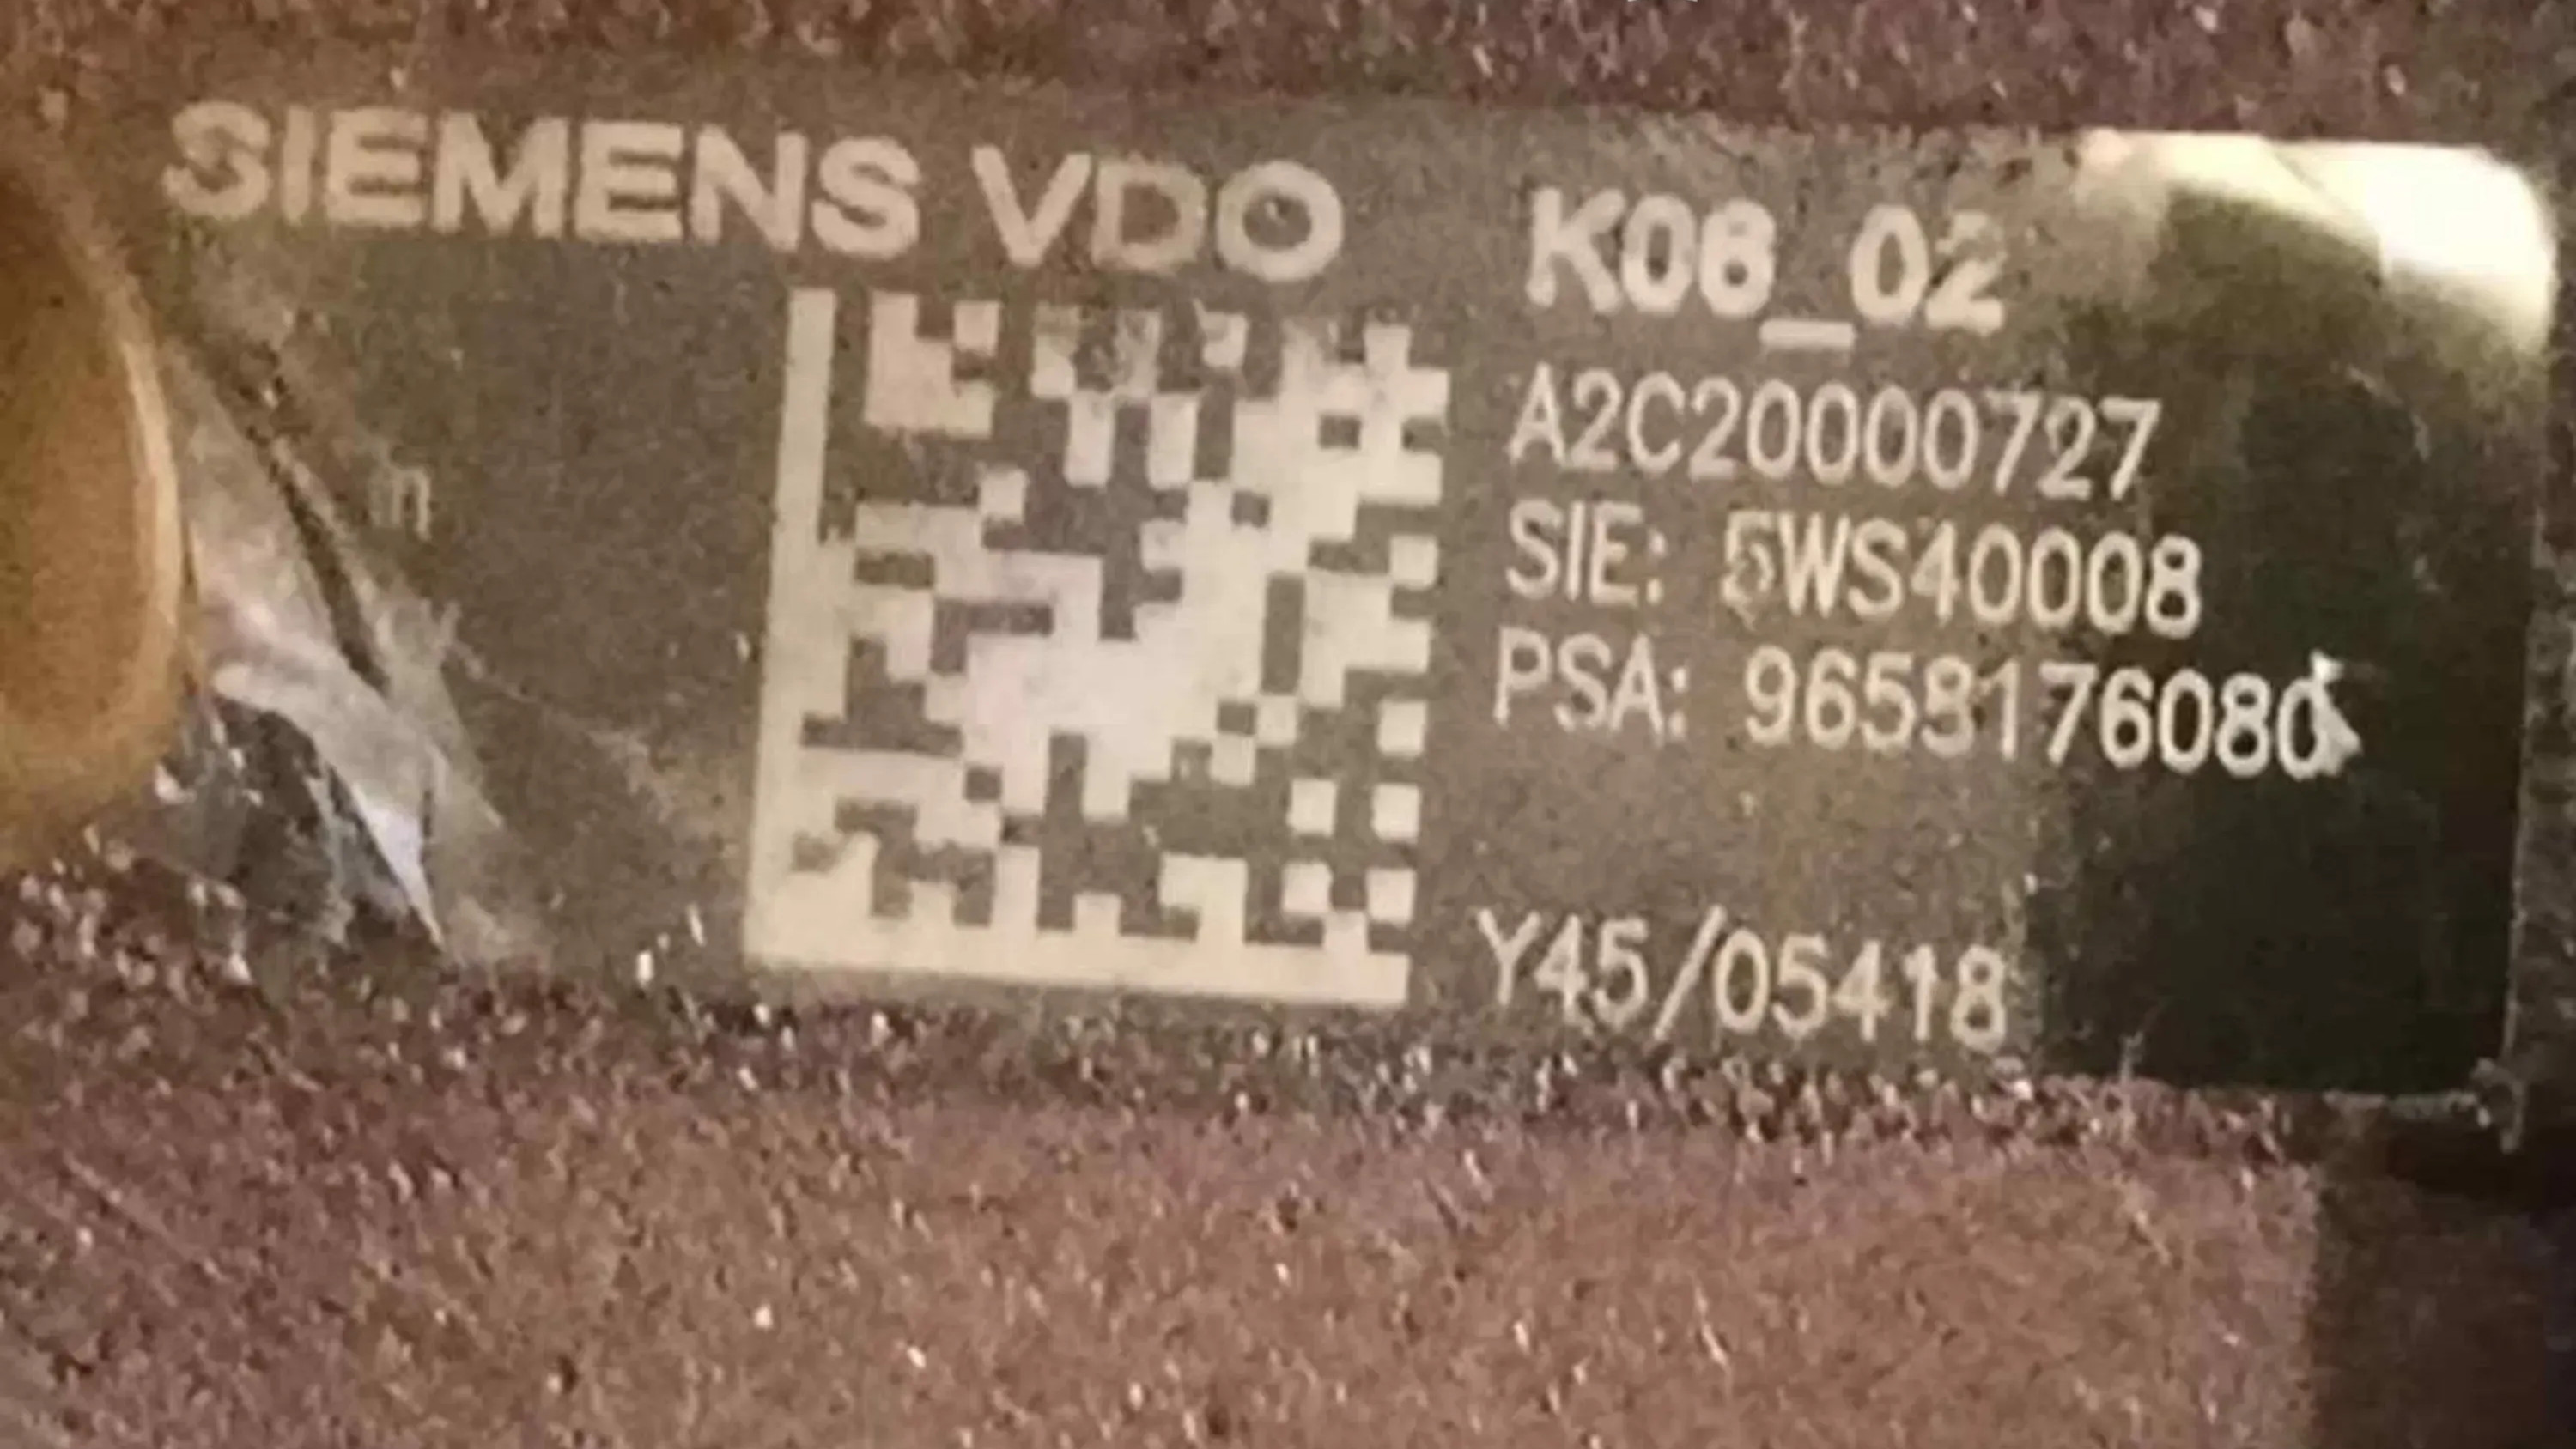 SIEMENS VDO
K08_02
A2C20000727
SIE: 5WS40008
PSA: 9658176080
Y45/05418